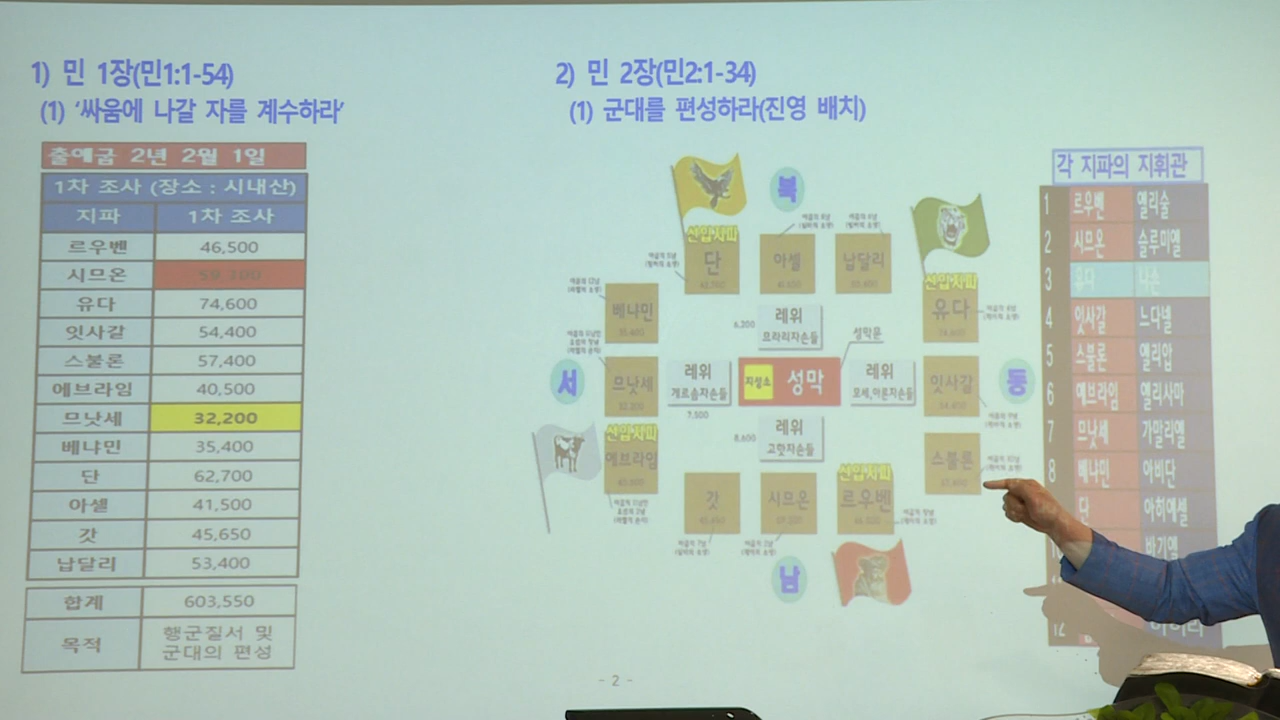 1) 민 1장(민1:1-54)
(1) ‘싸움에 나갈 자를 계수하라’
출애굽 2년 2월 1일
1차 조사 (장소 : 시내산)
지파 1차 조사
르우벤 46,500
시므온 59,300
유다 74,600
잇사갈 54,400
스불론 57,400
에브라임 40,500
므낫세 32,200
베냐민 35,400
단 62,700
아셀 41,500
갓 45,650
납달리 53,400
합계 603,550
목적 행군질서 및
군대의 편성
2) 민 2장(민2:1-34)
(1) 군대를 편성하라(진영 배치)
북
선임지파
단
아셀
납달리
베냐민
선임지파
유다
6,200
레위
므라리자손들
성막문
서
므낫세
레위
게르솜자손들
7,500
지성소
성막
레위
모세,아론자손들
잇사갈
동
선임지파
에브라임
8,600
레위
고핫자손들
스불론
갓
시므온
선임지파
르우벤
남
각 지파의 지휘관
1 르우벤 엘리술
2 시므온 슬루미엘
3 유다 나손
4 잇사갈 느다넬
5 스불론 엘리압
6 에브라임 엘리사마
7 므낫세 가말리엘
8 베냐민 아비단
단 아히에셀
바기엘
12
- 2 -